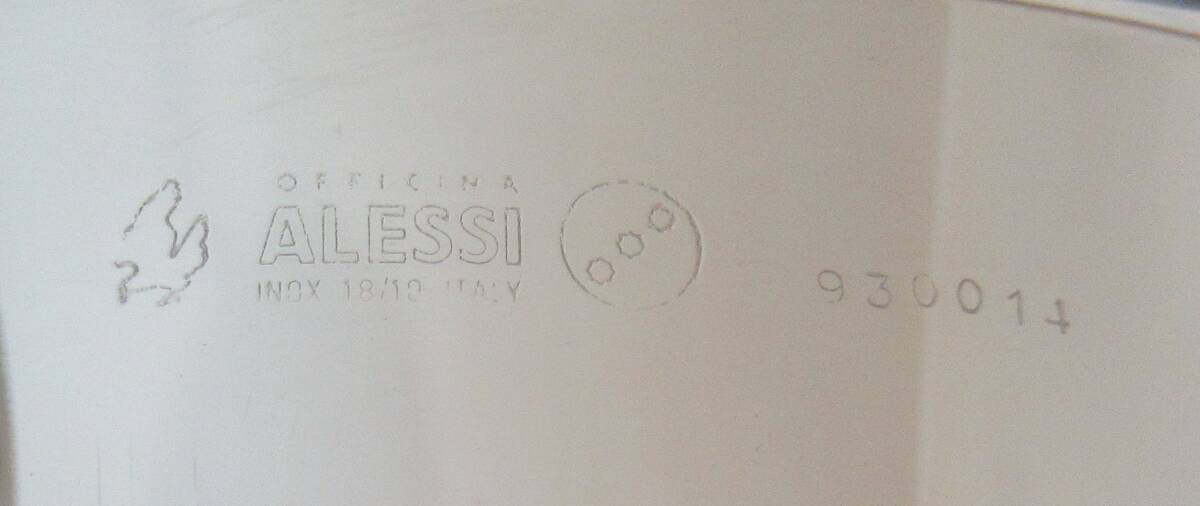 OFFICINA
ALESSI
INOX 18/10 ITALY
930014